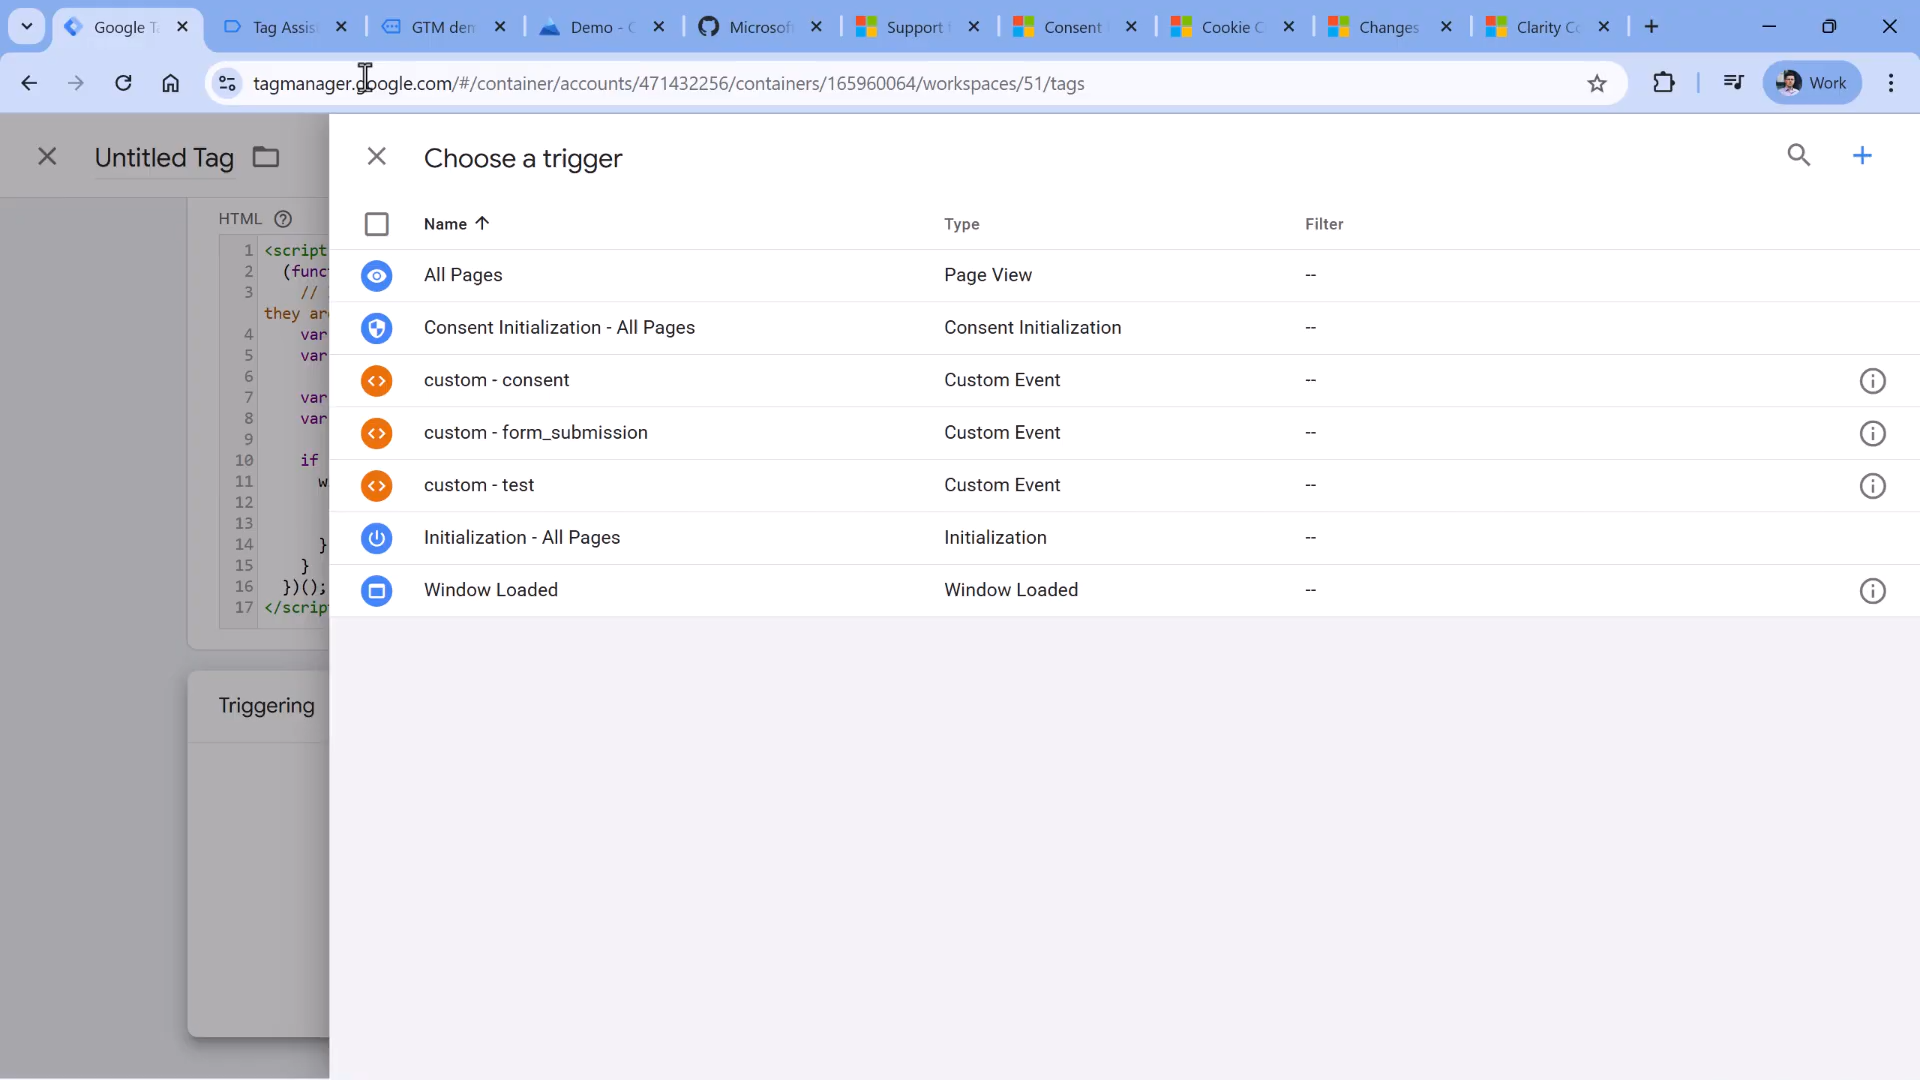 Google T
Tag Assis
GTM den
Demo - C
Microsof
Support
Consent
Cookie C
Changes
Clarity Co
tagmanager.google.com/#/container/accounts/471432256/containers/165960064/workspaces/51/tags
Work
Untitled Tag
Choose a trigger
HTML
1 <script
2 (func
3 //
they are
4 var
5 var
6
7 var
8 var
9
10 if
11 w
12
13
14 }
15 }
16 })();
17 </scrip
Triggering
Name Type Filter
All Pages Page View --
Consent Initialization - All Pages Consent Initialization --
custom - consent Custom Event --
custom - form_submission Custom Event --
custom - test Custom Event --
Initialization - All Pages Initialization --
Window Loaded Window Loaded --